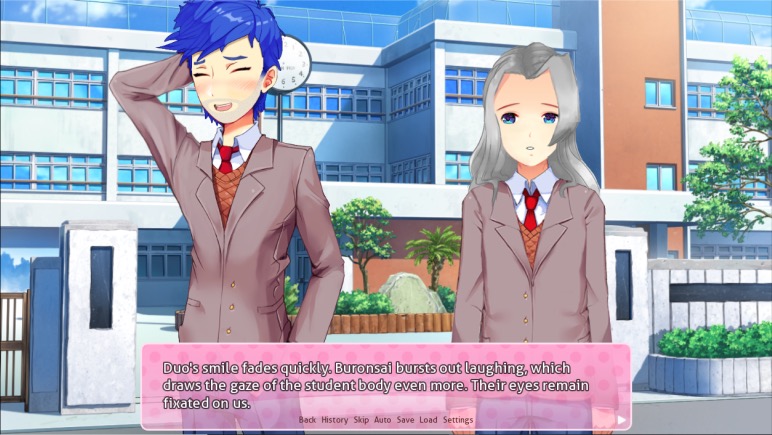 Duo's smile fades quickly. Buronsai bursts out laughing, which
draws the gaze of the student body even more. Their eyes remain
fixated on us.
Back History Skip Auto Save Load Settings